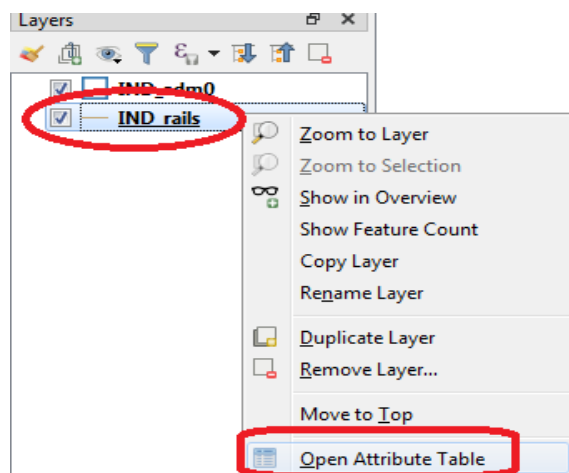 Layers
IND_adm0
IND_rails
Zoom to Layer
Zoom to Selection
Show in Overview
Show Feature Count
Copy Layer
Rename Layer
Duplicate Layer
Remove Layer...
Move to Top
Open Attribute Table